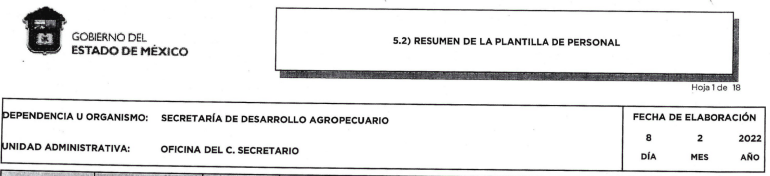 GOBIERNO DEL
ESTADO DE MÉXICO
5.2) RESUMEN DE LA PLANTILLA DE PERSONAL
Hoja 1 de 18
DEPENDENCIA U ORGANISMO: SECRETARÍA DE DESARROLLO AGROPECUARIO
FECHA DE ELABORACIÓN
8 2 2022
UNIDAD ADMINISTRATIVA: OFICINA DEL C. SECRETARIO
DÍA MES AÑO